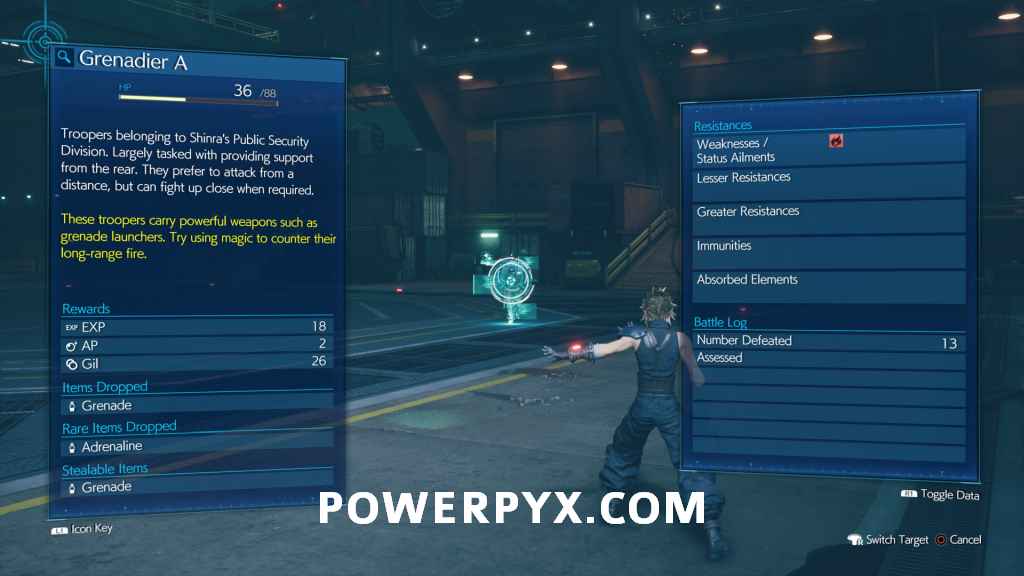 Grenadier A
HP 36 /88
Troopers belonging to Shinra's Public Security
Division. Largely tasked with providing support
from the rear. They prefer to attack from a
distance, but can fight up close when required.
These troopers carry powerful weapons such as
grenade launchers. Try using magic to counter their
long-range fire.
Rewards
EXP EXP 18
AP 2
Gil 26
Items Dropped
Grenade
Rare Items Dropped
Adrenaline
Stealable Items
Grenade
L1 Icon Key
Resistances
Weaknesses /
Status Ailments
Lesser Resistances
Greater Resistances
Immunities
Absorbed Elements
Battle Log
Number Defeated 13
Assessed
R1 Toggle Data
R Switch Target Cancel
POWERPYX.COM